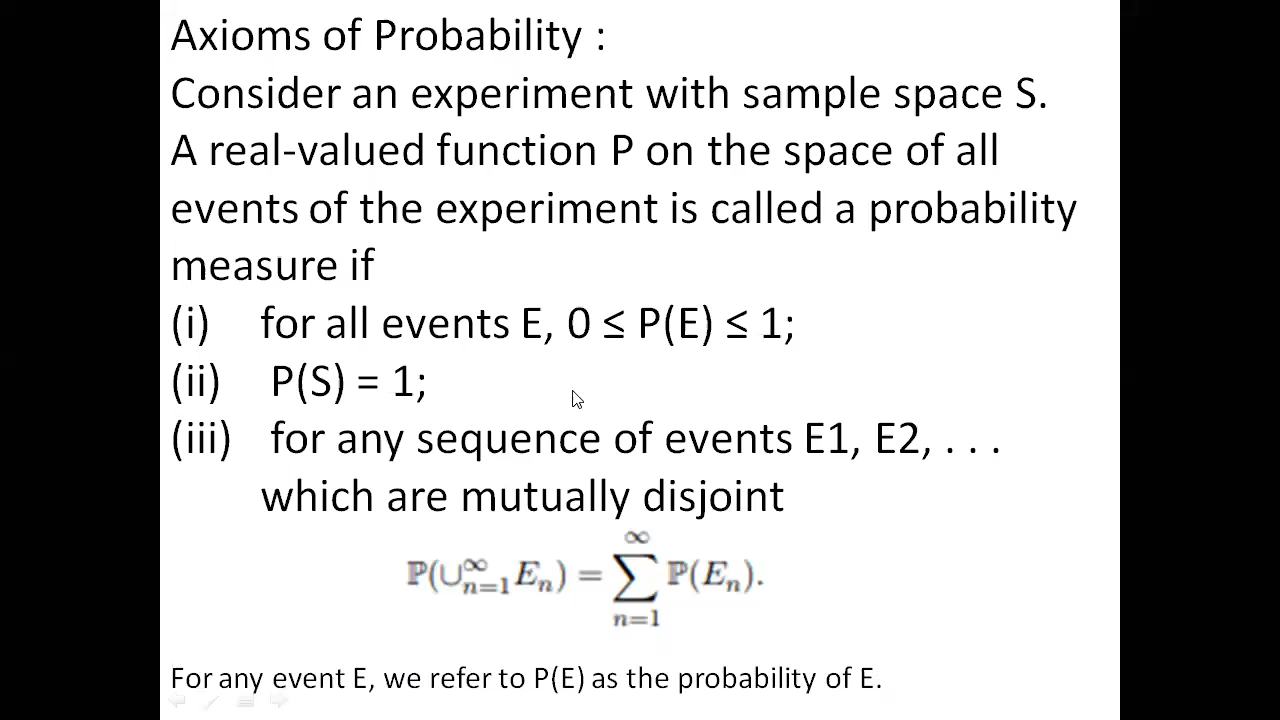 Axioms of Probability :
Consider an experiment with sample space S.
A real-valued function P on the space of all
events of the experiment is called a probability
measure if
(i) for all events E, 0 ≤ P(E) ≤ 1;
(ii) P(S) = 1;
(iii) for any sequence of events E1, E2, . . .
which are mutually disjoint
ℙ(∪_{n=1}^{∞} E_n) = ∑_{n=1}^{∞} ℙ(E_n).
For any event E, we refer to P(E) as the probability of E.